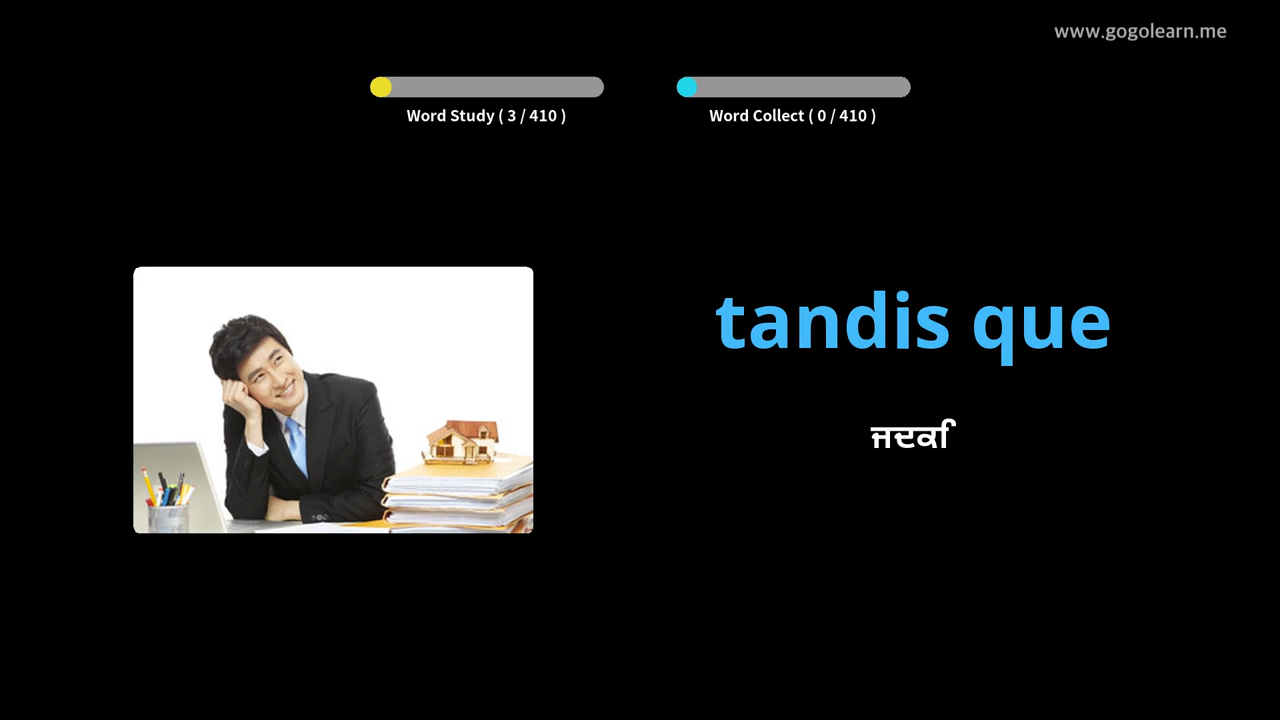 www.gogolearn.me
Word Study ( 3 / 410 )
Word Collect ( 0 / 410 )
tandis que
ਜਦਕਿ